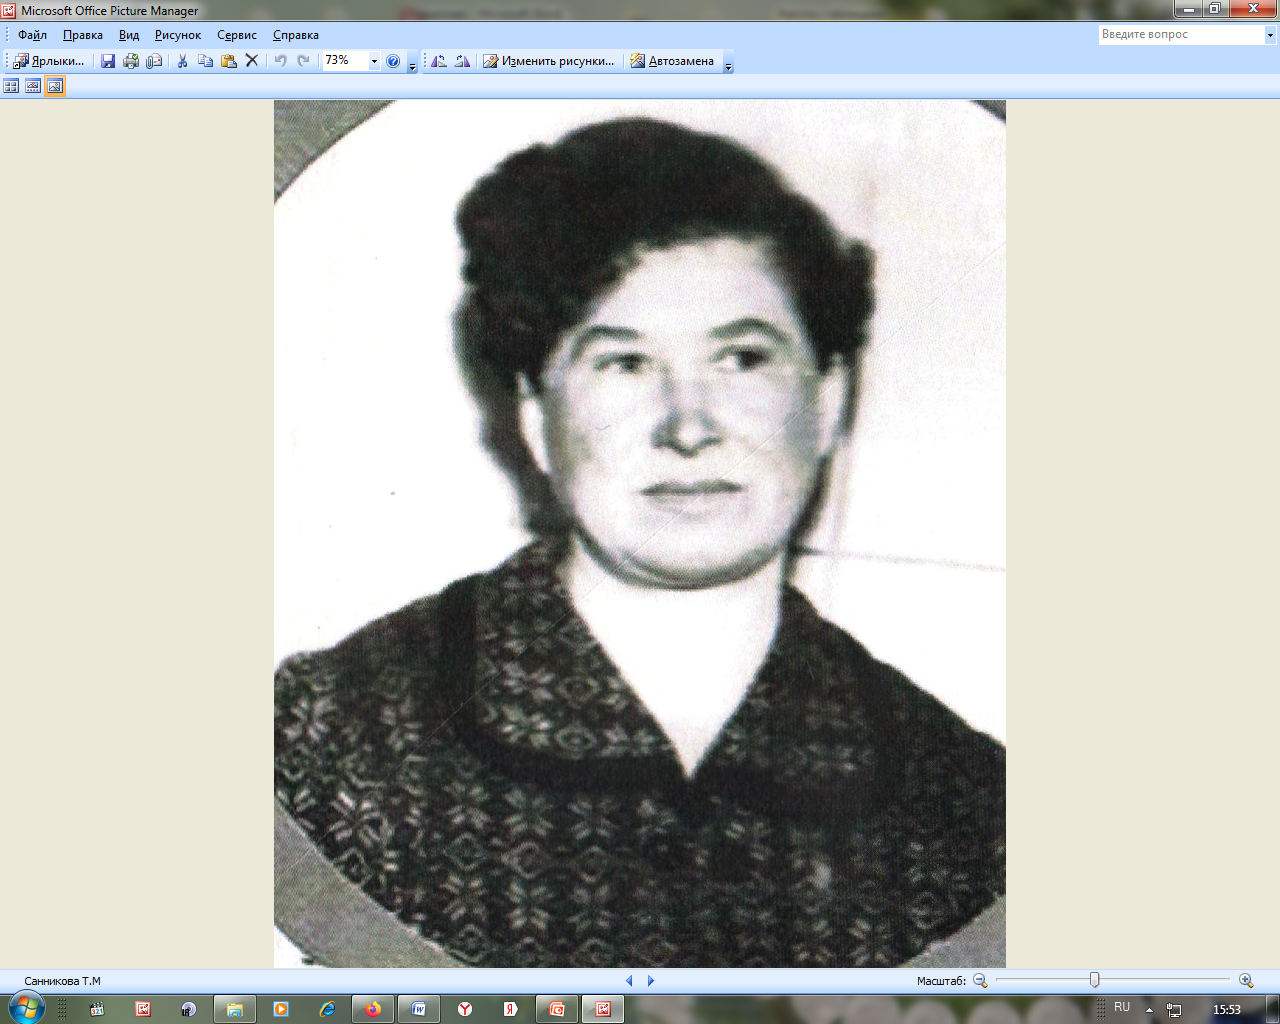 Microsoft Office Picture Manager
Файл Правка Вид Рисунок Сервис Справка
Введите вопрос
Ярлыки... 73% Изменить рисунки... Автозамена
Санникова Т.М
Масштаб:
RU
15:53